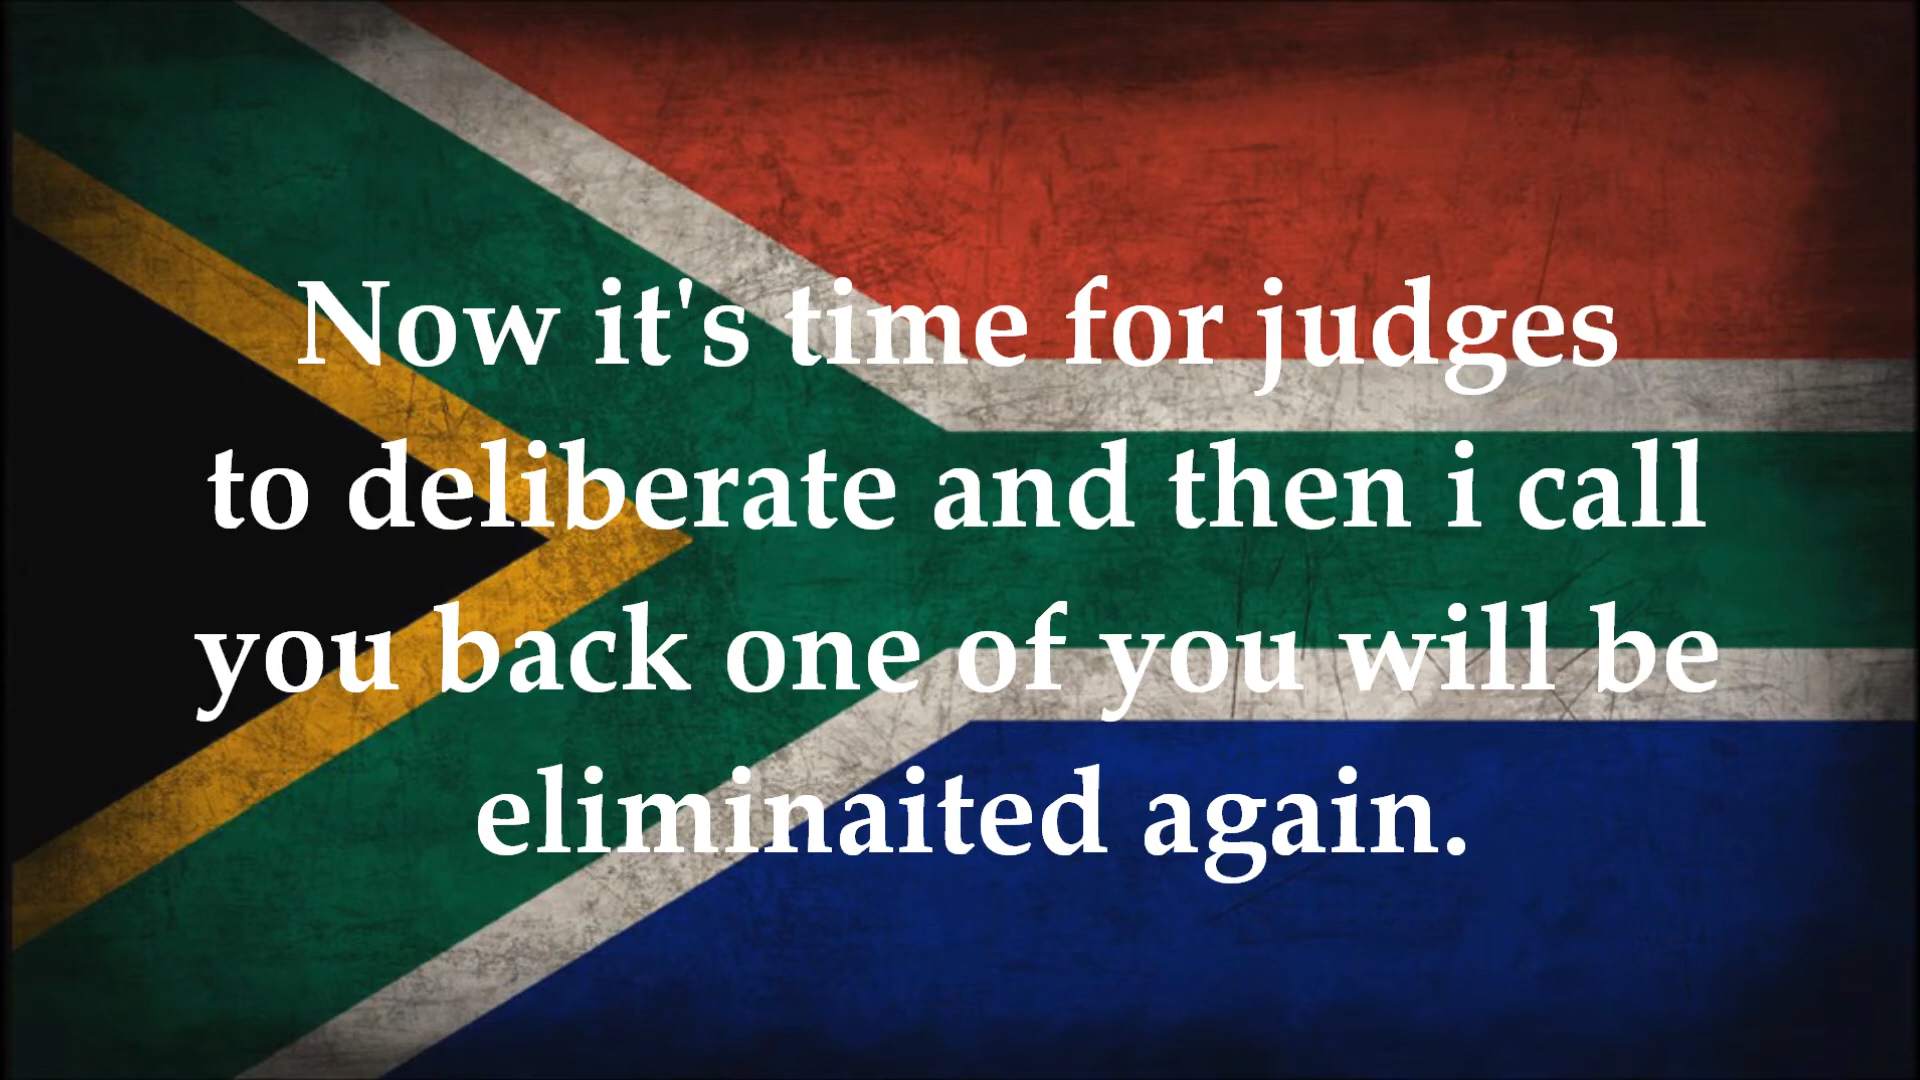 Now it's time for judges
to deliberate and then i call
you back one of you will be
eliminaited again.